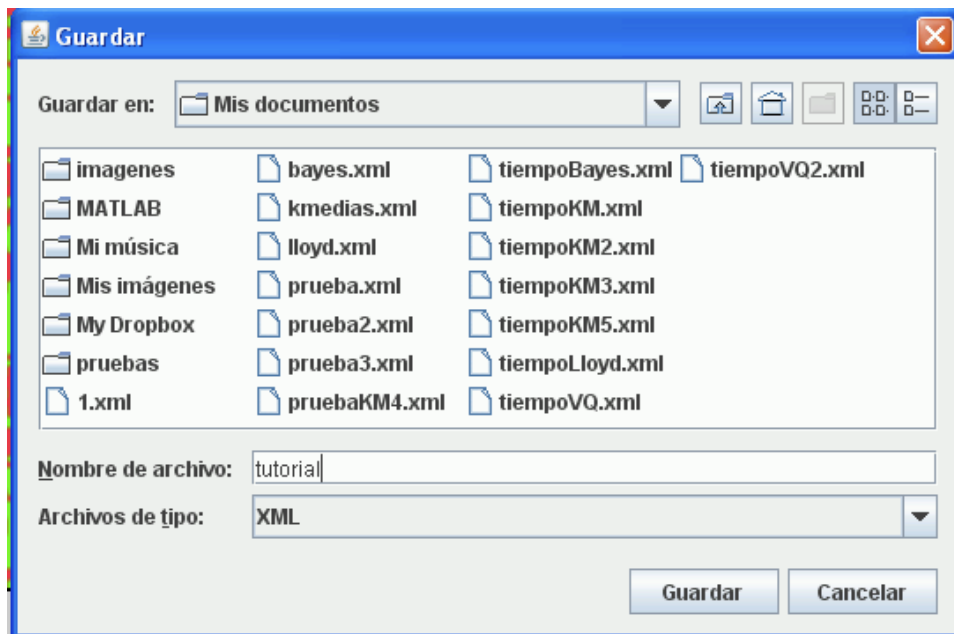 Guardar
Guardar en: Mis documentos
imagenes bayes.xml tiempoBayes.xml tiempoVQ2.xml
MATLAB kmedias.xml tiempoKM.xml
Mi música lloyd.xml tiempoKM2.xml
Mis imágenes prueba.xml tiempoKM3.xml
My Dropbox prueba2.xml tiempoKM5.xml
pruebas prueba3.xml tiempoLloyd.xml
1.xml pruebaKM4.xml tiempoVQ.xml
Nombre de archivo: tutorial
Archivos de tipo: XML
Guardar Cancelar